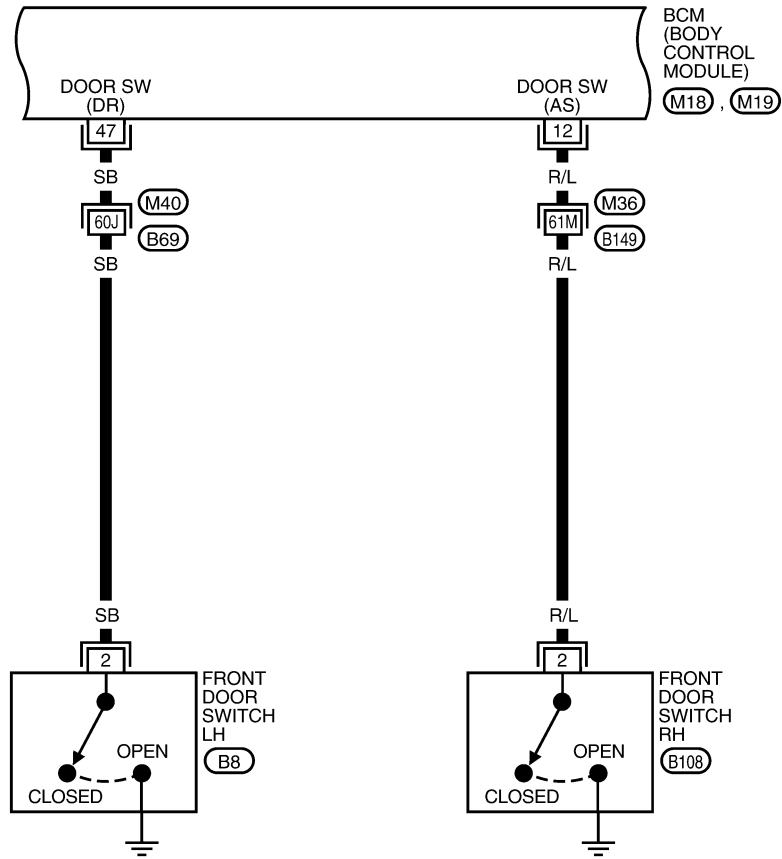 BCM
(BODY
CONTROL
MODULE)
M18 , M19
DOOR SW
(DR)
DOOR SW
(AS)
47
12
SB
R/L
M40
M36
60J
61M
B69
B149
SB
R/L
SB
R/L
2
2
FRONT
DOOR
SWITCH
LH
B8
OPEN
CLOSED
FRONT
DOOR
SWITCH
RH
B108
OPEN
CLOSED